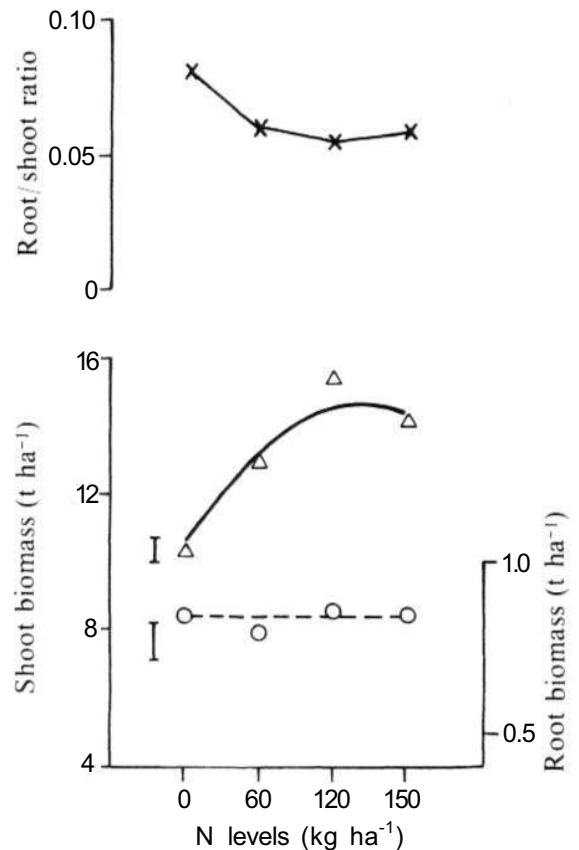 0.10
Root/shoot ratio
0.05
0
16
Shoot biomass (t ha⁻¹)
12
8
4
1.0
Root biomass (t ha⁻¹)
0.5
0 60 120 150
N levels (kg ha⁻¹)